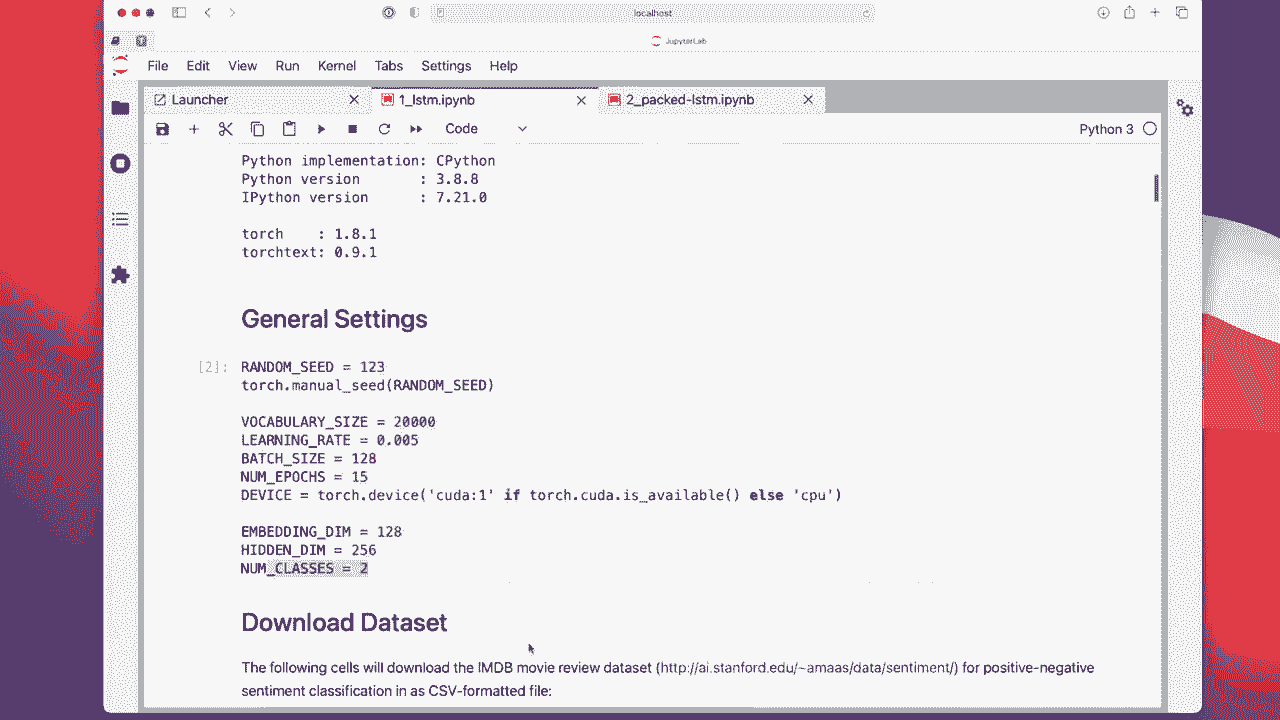 localhost
JupyterLab
File Edit View Run Kernel Tabs Settings Help
Launcher 1_lstm.ipynb 2_packed-lstm.ipynb
Code Python 3
Python implementation: CPython
Python version : 3.8.8
IPython version : 7.21.0
torch : 1.8.1
torchtext: 0.9.1
General Settings
[2]: RANDOM_SEED = 123
torch.manual_seed(RANDOM_SEED)
VOCABULARY_SIZE = 20000
LEARNING_RATE = 0.005
BATCH_SIZE = 128
NUM_EPOCHS = 15
DEVICE = torch.device('cuda:1' if torch.cuda.is_available() else 'cpu')
EMBEDDING_DIM = 128
HIDDEN_DIM = 256
NUM_CLASSES = 2
Download Dataset
The following cells will download the IMDB movie review dataset (http://ai.stanford.edu/~amaas/data/sentiment/) for positive-negative
sentiment classification in as CSV-formatted file: